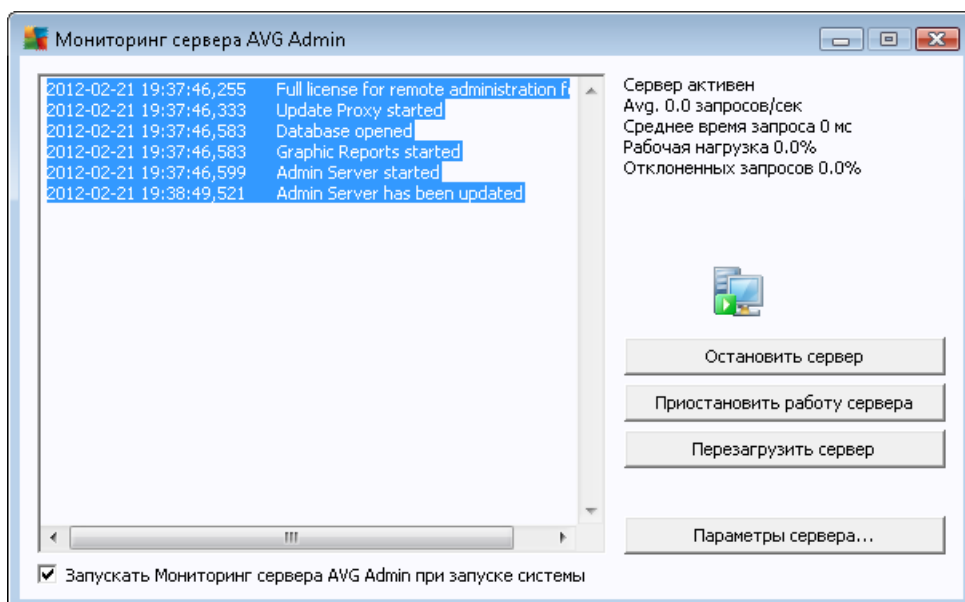 Мониторинг сервера AVG Admin
2012-02-21 19:37:46,255 Full license for remote administration f
2012-02-21 19:37:46,333 Update Proxy started
2012-02-21 19:37:46,583 Database opened
2012-02-21 19:37:46,583 Graphic Reports started
2012-02-21 19:37:46,599 Admin Server started
2012-02-21 19:38:49,521 Admin Server has been updated
Сервер активен
Avg. 0.0 запросов/сек
Среднее время запроса 0 мс
Рабочая нагрузка 0.0%
Отклоненных запросов 0.0%
Остановить сервер
Приостановить работу сервера
Перезагрузить сервер
Параметры сервера...
Запускать Мониторинг сервера AVG Admin при запуске системы